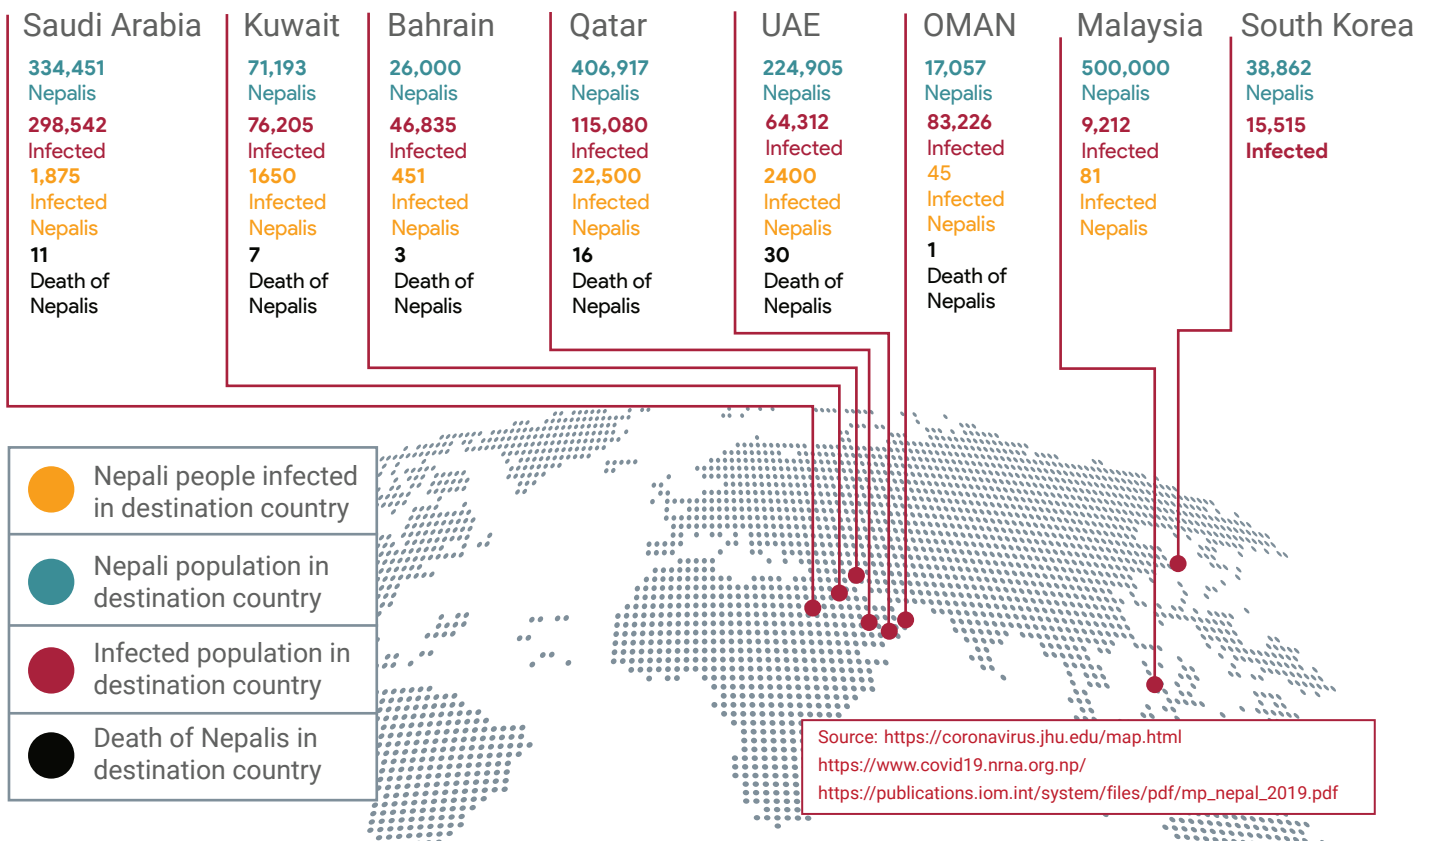 Saudi Arabia
334,451
Nepalis
298,542
Infected
1,875
Infected
Nepalis
11
Death of
Nepalis
Kuwait
71,193
Nepalis
76,205
Infected
1650
Infected
Nepalis
7
Death of
Nepalis
Bahrain
26,000
Nepalis
46,835
Infected
451
Infected
Nepalis
3
Death of
Nepalis
Qatar
406,917
Nepalis
115,080
Infected
22,500
Infected
Nepalis
16
Death of
Nepalis
UAE
224,905
Nepalis
64,312
Infected
2400
Infected
Nepalis
30
Death of
Nepalis
OMAN
17,057
Nepalis
83,226
Infected
45
Infected
Nepalis
1
Death of
Nepalis
Malaysia
500,000
Nepalis
9,212
Infected
81
Infected
Nepalis
South Korea
38,862
Nepalis
15,515
Infected
Nepali people infected
in destination country
Nepali population in
destination country
Infected population in
destination country
Death of Nepalis in
destination country
Source: https://coronavirus.jhu.edu/map.html
https://www.covid19.nrna.org.np/
https://publications.iom.int/system/files/pdf/mp_nepal_2019.pdf